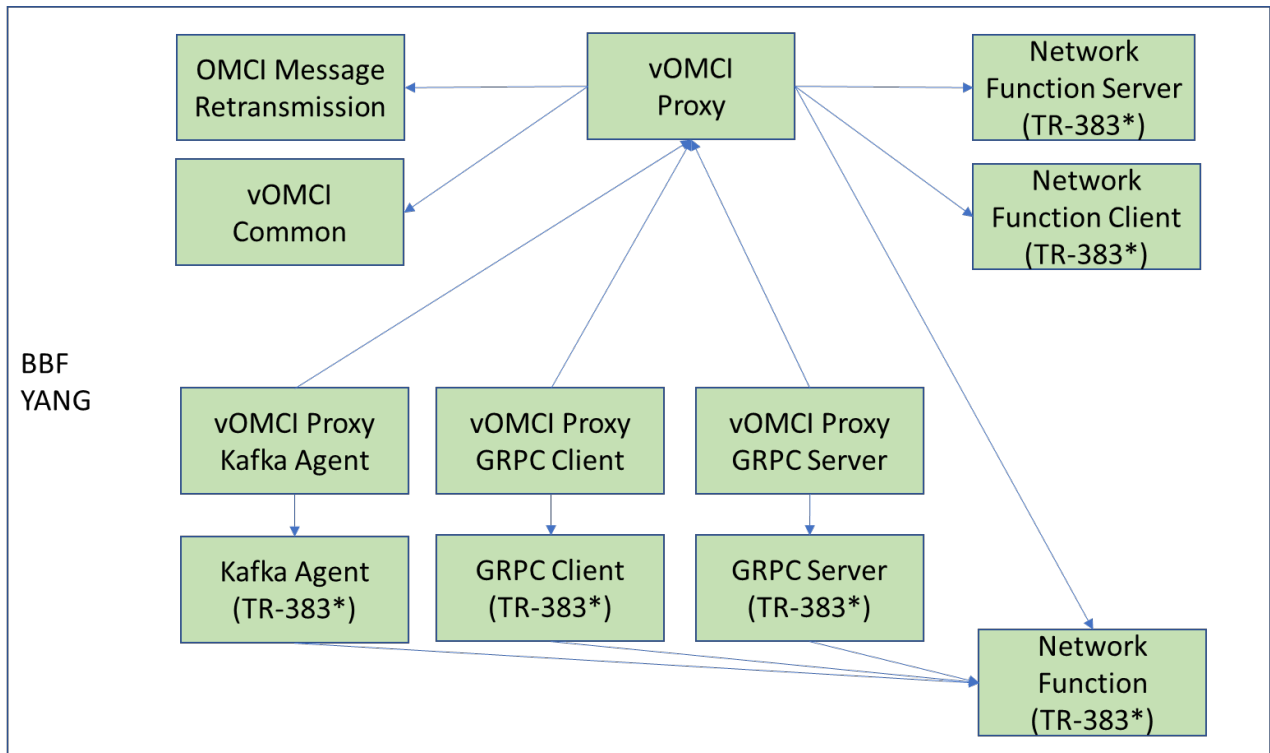 OMCI Message
Retransmission
vOMCI
Proxy
Network
Function Server
(TR-383*)
vOMCI
Common
Network
Function Client
(TR-383*)
BBF
YANG
vOMCI Proxy
Kafka Agent
vOMCI Proxy
GRPC Client
vOMCI Proxy
GRPC Server
Kafka Agent
(TR-383*)
GRPC Client
(TR-383*)
GRPC Server
(TR-383*)
Network
Function
(TR-383*)